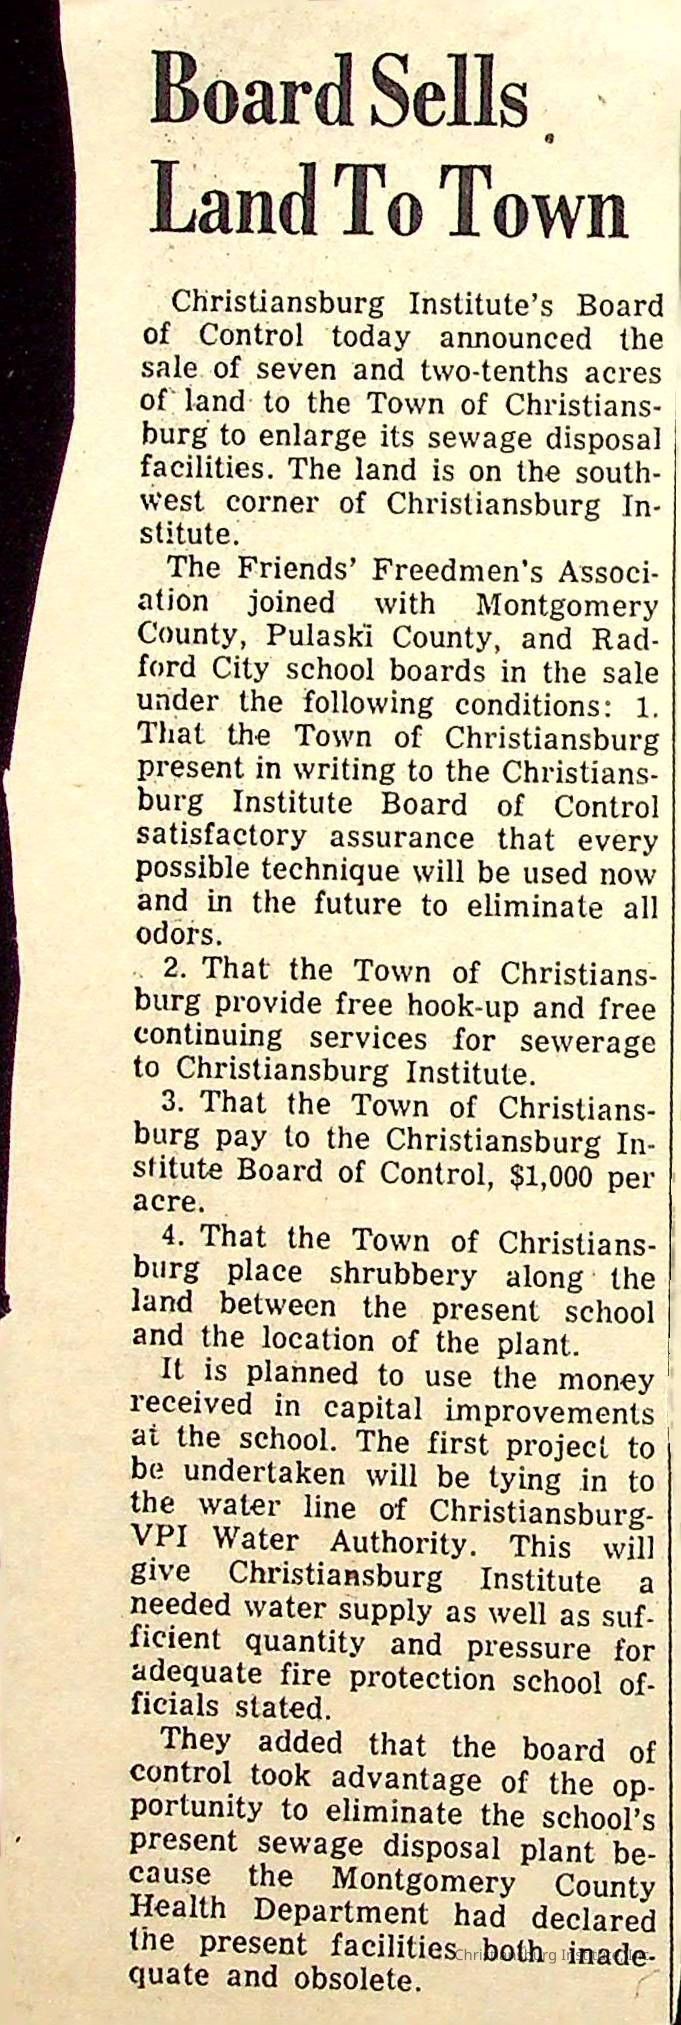 Board Sells
Land To Town
Christiansburg Institute's Board
of Control today announced the
sale of seven and two-tenths acres
of land to the Town of Christians-
burg to enlarge its sewage disposal
facilities. The land is on the south-
west corner of Christiansburg In-
stitute.
The Friends' Freedmen's Associ-
ation joined with Montgomery
County, Pulaski County, and Rad-
ford City school boards in the sale
under the following conditions: 1.
That the Town of Christiansburg
present in writing to the Christians-
burg Institute Board of Control
satisfactory assurance that every
possible technique will be used now
and in the future to eliminate all
odors.
2. That the Town of Christians-
burg provide free hook-up and free
continuing services for sewerage
to Christiansburg Institute.
3. That the Town of Christians-
burg pay to the Christiansburg In-
stitute Board of Control, $1,000 per
acre.
4. That the Town of Christians-
burg place shrubbery along the
land between the present school
and the location of the plant.
It is planned to use the money
received in capital improvements
at the school. The first project to
be undertaken will be tying in to
the water line of Christiansburg-
VPI Water Authority. This will
give Christiansburg Institute a
needed water supply as well as suf-
ficient quantity and pressure for
adequate fire protection school of-
ficials stated.
They added that the board of
control took advantage of the op-
portunity to eliminate the school's
present sewage disposal plant be-
cause the Montgomery County
Health Department had declared
the present facilities both inade-
quate and obsolete.
Christiansburg Institute, Inc.